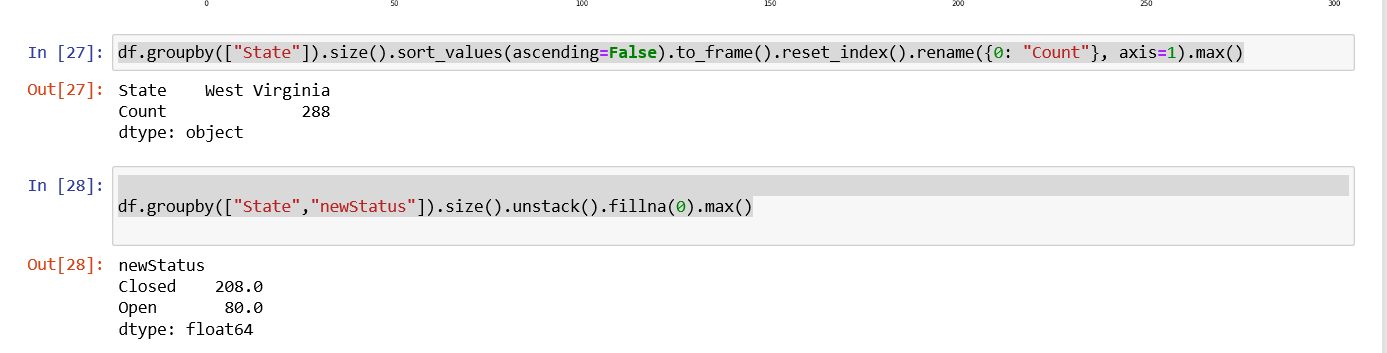 0 50 100 150 200 250 300
In [27]: df.groupby(["State"]).size().sort_values(ascending=False).to_frame().reset_index().rename({0: "Count"}, axis=1).max()
Out[27]: State    West Virginia
Count              288
dtype: object
In [28]:
df.groupby(["State","newStatus"]).size().unstack().fillna(0).max()
Out[28]: newStatus
Closed    208.0
Open       80.0
dtype: float64